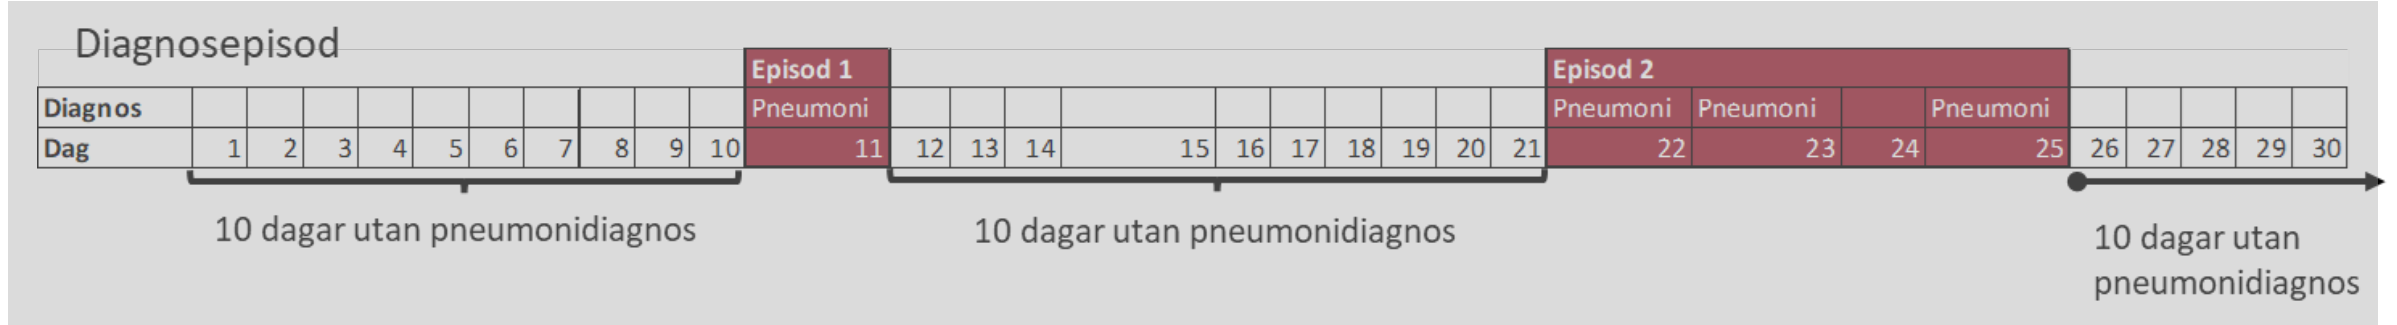 Diagnosepisod
Episod 1 Episod 2
Diagnos Pneumoni Pneumoni Pneumoni Pneumoni
Dag 1 2 3 4 5 6 7 8 9 10 11 12 13 14 15 16 17 18 19 20 21 22 23 24 25 26 27 28 29 30
10 dagar utan pneumonidiagnos
10 dagar utan pneumonidiagnos
10 dagar utan
pneumonidiagnos